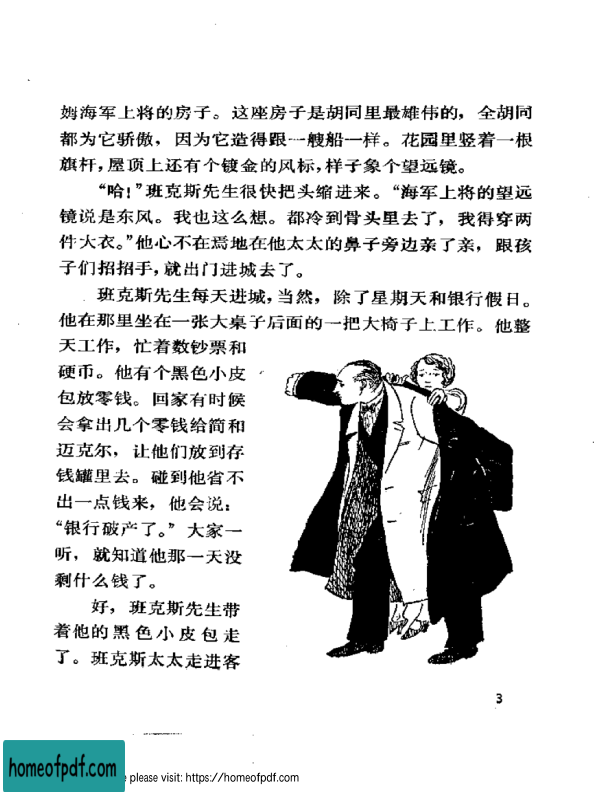 姆海军上将的房子。这座房子是胡同里最雄伟的，全胡同
都为它骄傲，因为它造得跟一艘船一样。花园里竖着一根
旗杆，屋顶上还有个镀金的风标，样子象个望远镜。
“哈！”班克斯先生很快把头缩进来。“海军上将的望远
镜说是东风。我也这么想。都冷到骨头里去了，我得穿两
件大衣。”他心不在焉地在他太太的鼻子旁边亲了亲，跟孩
子们招招手，就出门进城去了。
班克斯先生每天进城，当然，除了星期天和银行假日。
他在那里坐在一张大桌子后面的一把大椅子上工作。他整
天工作，忙着数钞票和
硬币。他有个黑色小皮
包放零钱。回家有时候
会拿出几个零钱给简和
迈克尔，让他们放到存
钱罐里去。碰到他省不
出一点钱来，他会说：
“银行破产了。”大家一
听，就知道他那一天没
剩什么钱了。
好，班克斯先生带
着他的黑色小皮包走
了。班克斯太太走进客
3
homeofpdf.com
e please visit: https://homeofpdf.com